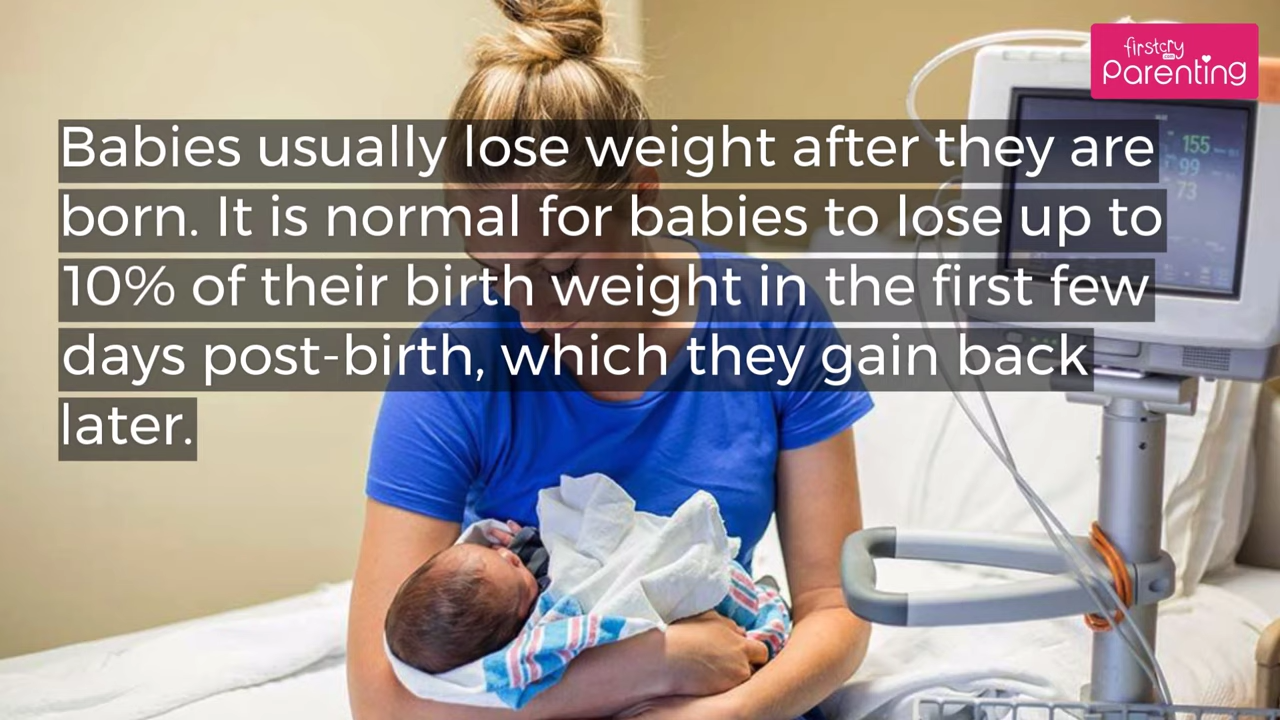 firstcry
.com
Parenting
Babies usually lose weight after they are
born. It is normal for babies to lose up to
10% of their birth weight in the first few
days post-birth, which they gain back
later.
155
99
73